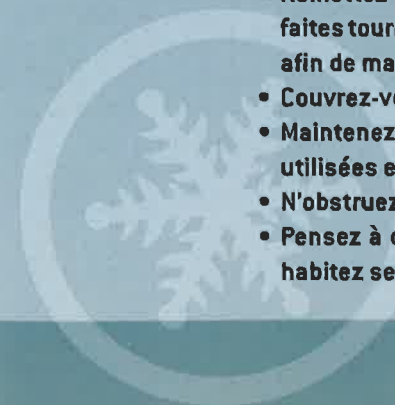 faites tour
afin de ma
• Couvrez-v
• Maintenez
utilisées e
• N'obstruez
• Pensez à
habitez se